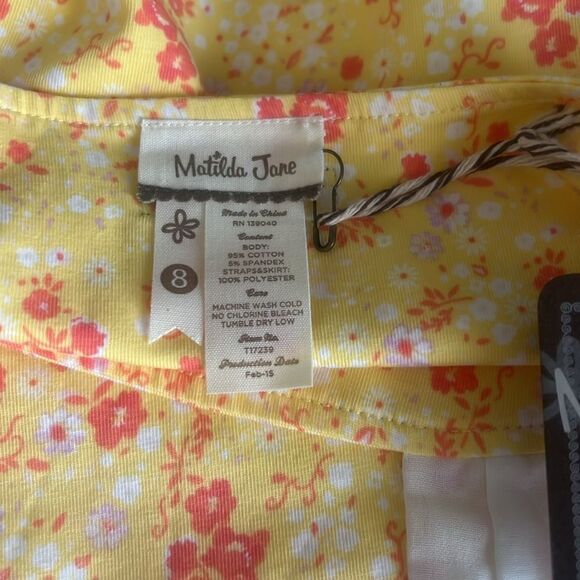 Matilda Jane
8
Made in China
RN 139040
Content
BODY:
95% COTTON
5% SPANDEX
STRAPS&SKIRT:
100% POLYESTER
Care
MACHINE WASH COLD
NO CHLORINE BLEACH
TUMBLE DRY LOW
Item No.
T17239
Production Date
Feb-15